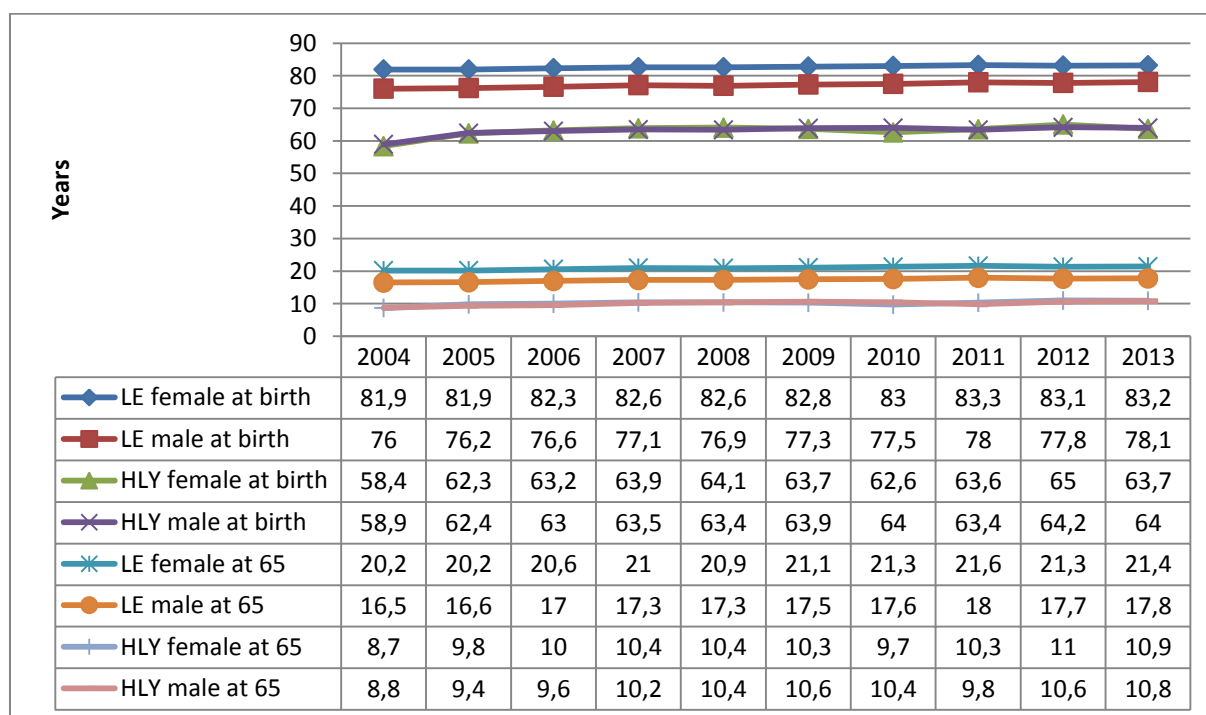 90
80
70
60
50
40
30
20
10
0
Years
2004 2005 2006 2007 2008 2009 2010 2011 2012 2013
LE female at birth 81,9 81,9 82,3 82,6 82,6 82,8 83 83,3 83,1 83,2
LE male at birth 76 76,2 76,6 77,1 76,9 77,3 77,5 78 77,8 78,1
HLY female at birth 58,4 62,3 63,2 63,9 64,1 63,7 62,6 63,6 65 63,7
HLY male at birth 58,9 62,4 63 63,5 63,4 63,9 64 63,4 64,2 64
LE female at 65 20,2 20,2 20,6 21 20,9 21,1 21,3 21,6 21,3 21,4
LE male at 65 16,5 16,6 17 17,3 17,3 17,5 17,6 18 17,7 17,8
HLY female at 65 8,7 9,8 10 10,4 10,4 10,3 9,7 10,3 11 10,9
HLY male at 65 8,8 9,4 9,6 10,2 10,4 10,6 10,4 9,8 10,6 10,8